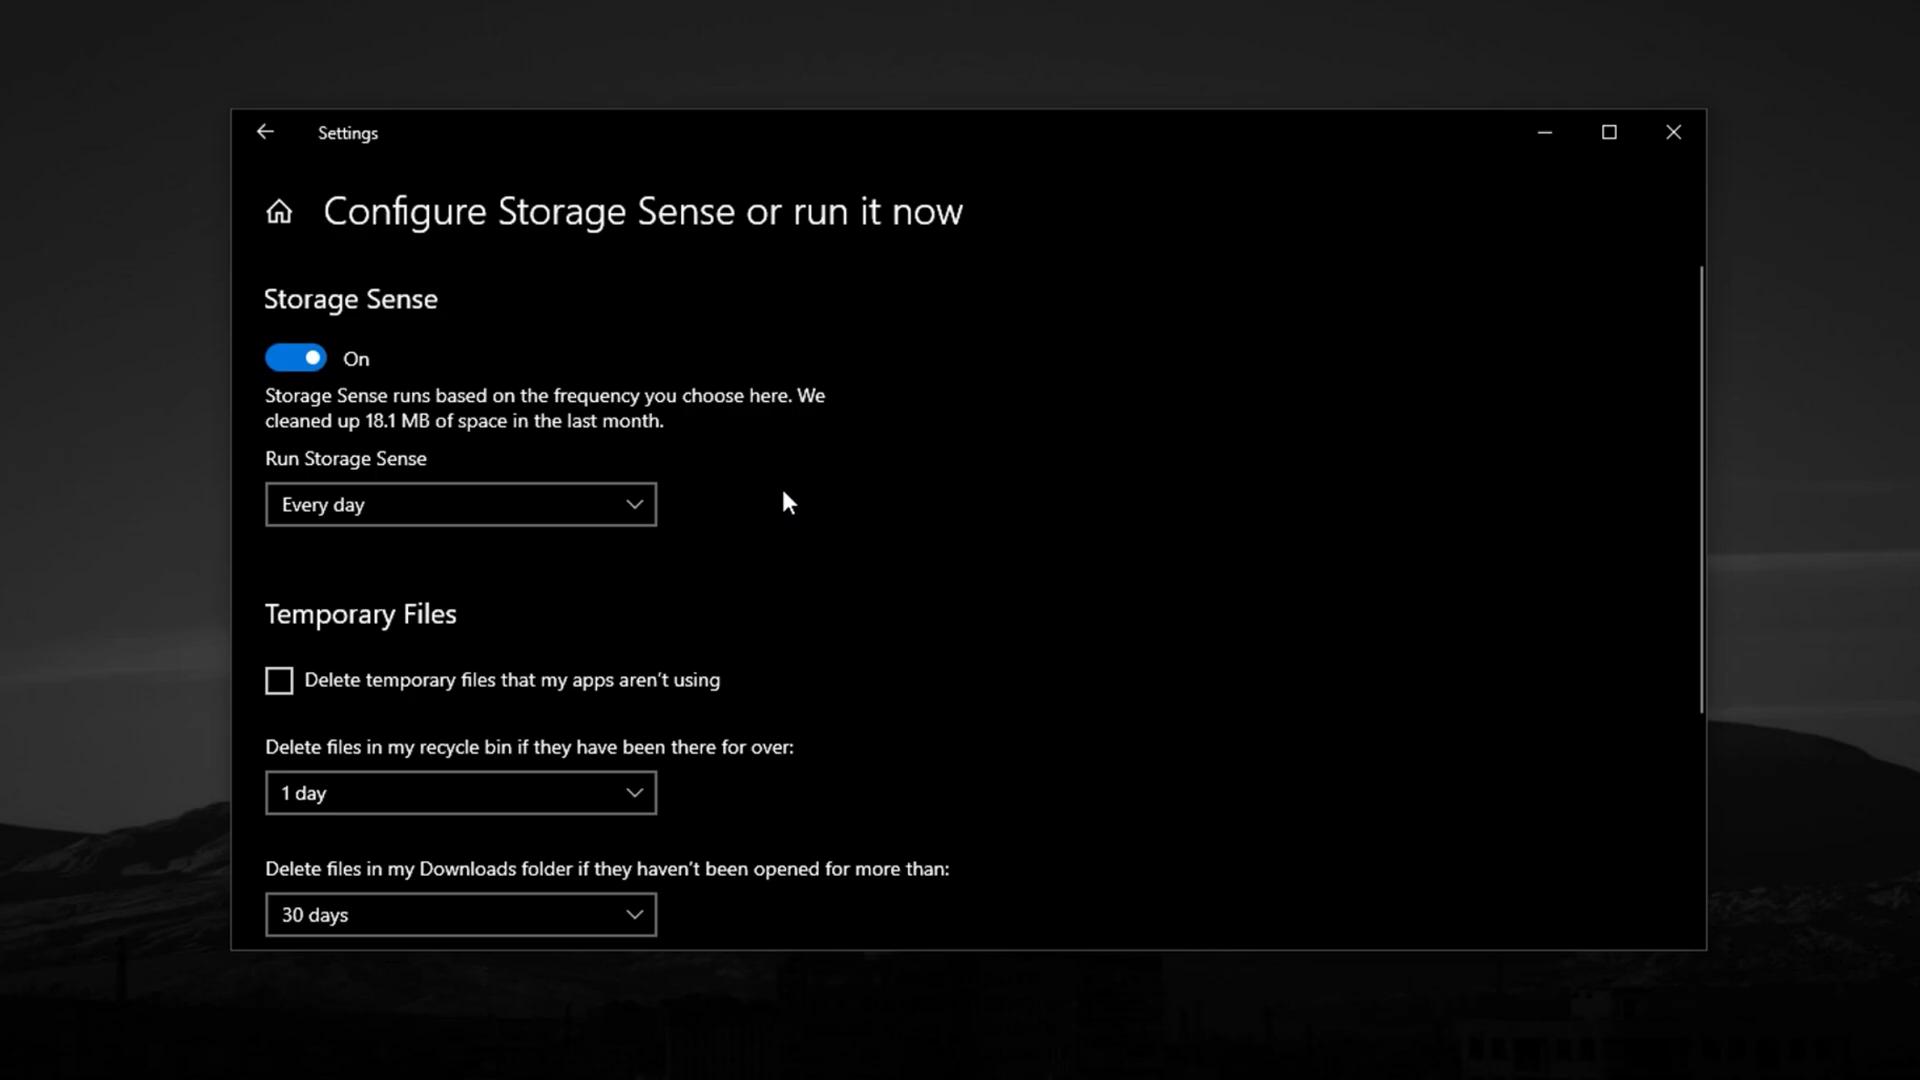 Settings
Configure Storage Sense or run it now
Storage Sense
On
Storage Sense runs based on the frequency you choose here. We
cleaned up 18.1 MB of space in the last month.
Run Storage Sense
Every day
Temporary Files
Delete temporary files that my apps aren't using
Delete files in my recycle bin if they have been there for over:
1 day
Delete files in my Downloads folder if they haven't been opened for more than:
30 days